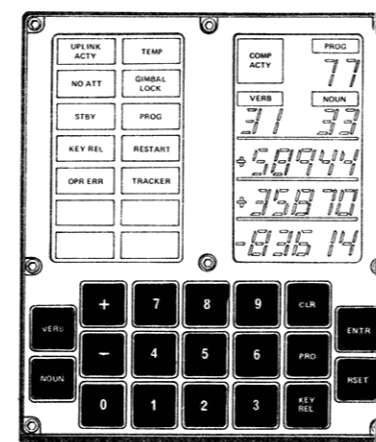 UPLINK ACTY
TEMP
NO ATT
GIMBAL LOCK
STBY
PROG
KEY REL
RESTART
OPR ERR
TRACKER
COMP ACTY
PROG
77
VERB
NOUN
31
33
+58944
+35870
-83614
VERB
NOUN
+
7
8
9
CLR
-
4
5
6
PRO
0
1
2
3
KEY REL
ENTR
RSET